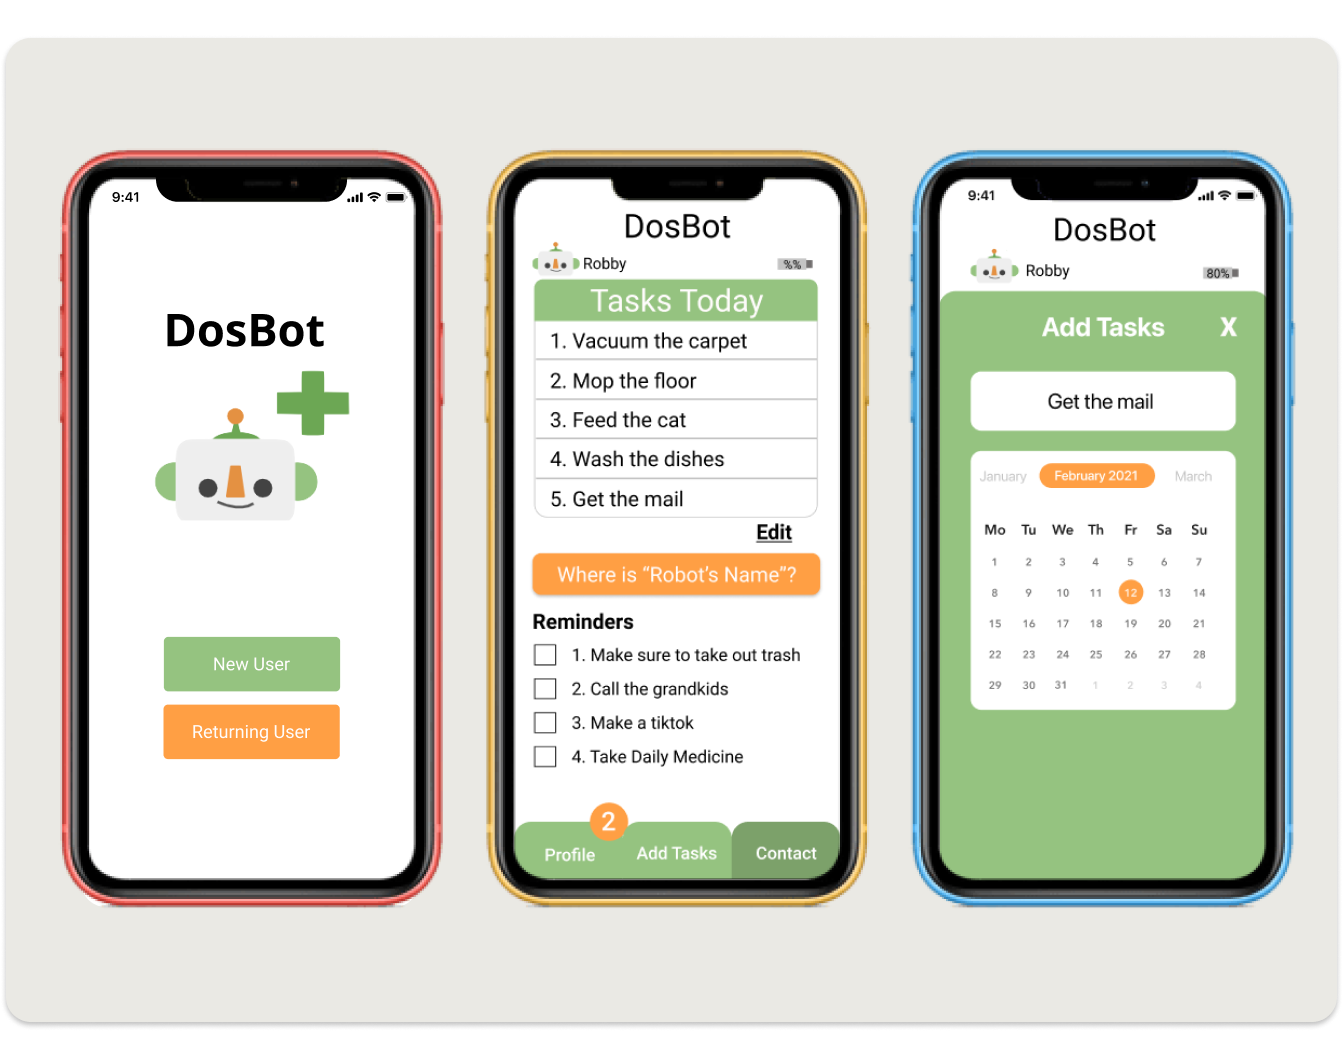 9:41
DosBot
New User
Returning User
DosBot
Robby
%%
Tasks Today
1. Vacuum the carpet
2. Mop the floor
3. Feed the cat
4. Wash the dishes
5. Get the mail
Edit
Where is “Robot’s Name”?
Reminders
1. Make sure to take out trash
2. Call the grandkids
3. Make a tiktok
4. Take Daily Medicine
2
Profile
Add Tasks
Contact
9:41
DosBot
Robby
80%
Add Tasks X
Get the mail
January February 2021 March
Mo Tu We Th Fr Sa Su
1 2 3 4 5 6 7
8 9 10 11 12 13 14
15 16 17 18 19 20 21
22 23 24 25 26 27 28
29 30 31 1 2 3 4